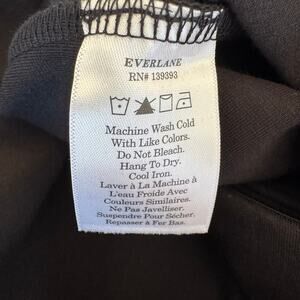 EVERLANE
RN# 139393
Machine Wash Cold
With Like Colors.
Do Not Bleach.
Hang To Dry.
Cool Iron.
Laver à La Machine à
L'eau Froide Avec
Couleurs Similaires.
Ne Pas Javelliser.
Suspendre Pour Sécher.
Repasser à Fer Bas.